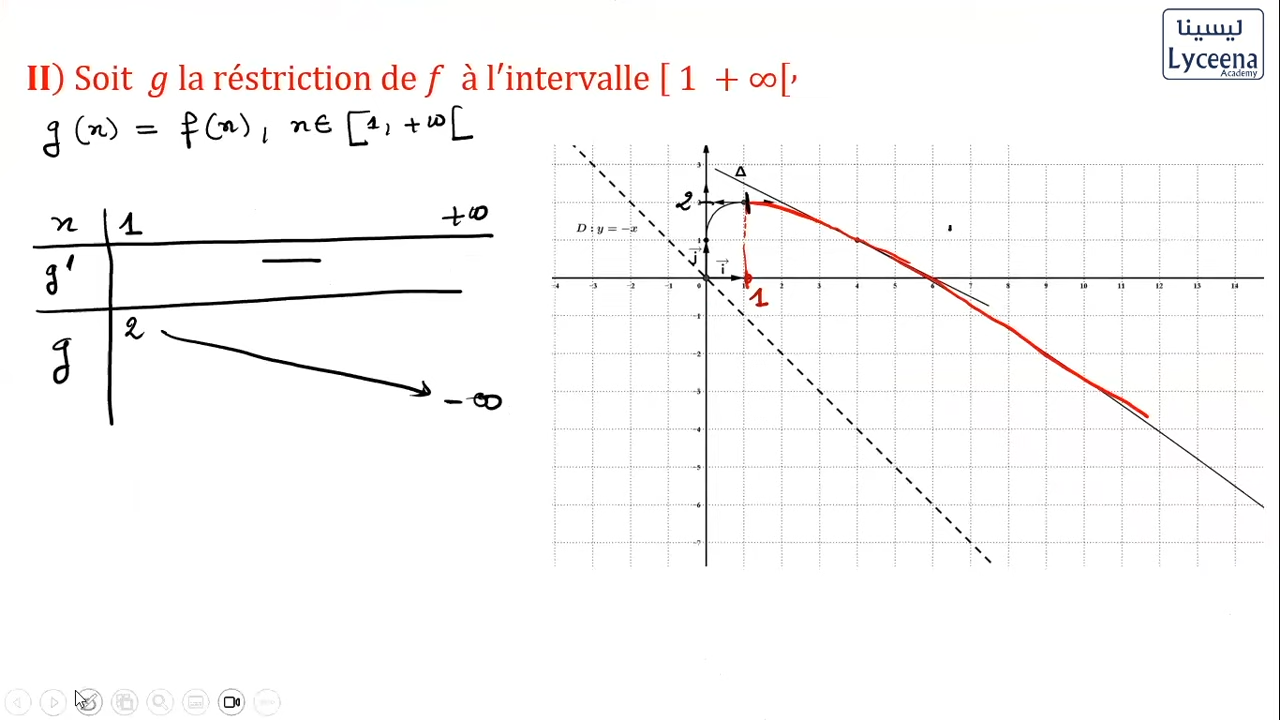 ليسينا
Lyceena
Academy
II) Soit g la réstriction de f à l'intervalle [ 1 + ∞[,
g (x) = f(x), x ∈ [1, +∞[
x 1 +∞
g' —
g 2 -∞
Δ
2
D : y = -x
j
i
1
3
1
-4 -3 -2 -1 0 1 2 3 4 5 6 7 8 9 10 11 12 13 14
-1
-2
-3
-4
-5
-6
-7